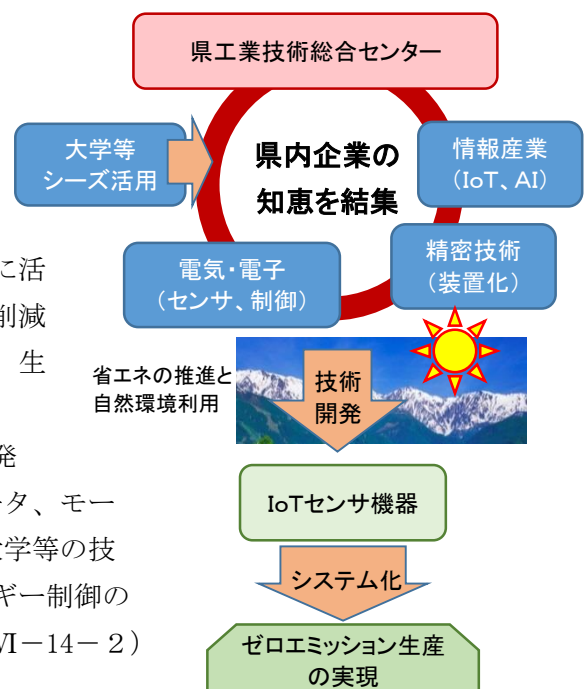 県工業技術総合センター
大学等
シーズ活用
県内企業の
知恵を結集
情報産業
（IoT、AI）
電気・電子
（センサ、制御）
精密技術
（装置化）
に活
削減
生
省エネの推進と
自然環境利用
技術
開発
発
ータ、モー
大学等の技
ギー制御の
Ⅵ－14－２）
IoTセンサ機器
システム化
ゼロエミッション生産
の実現